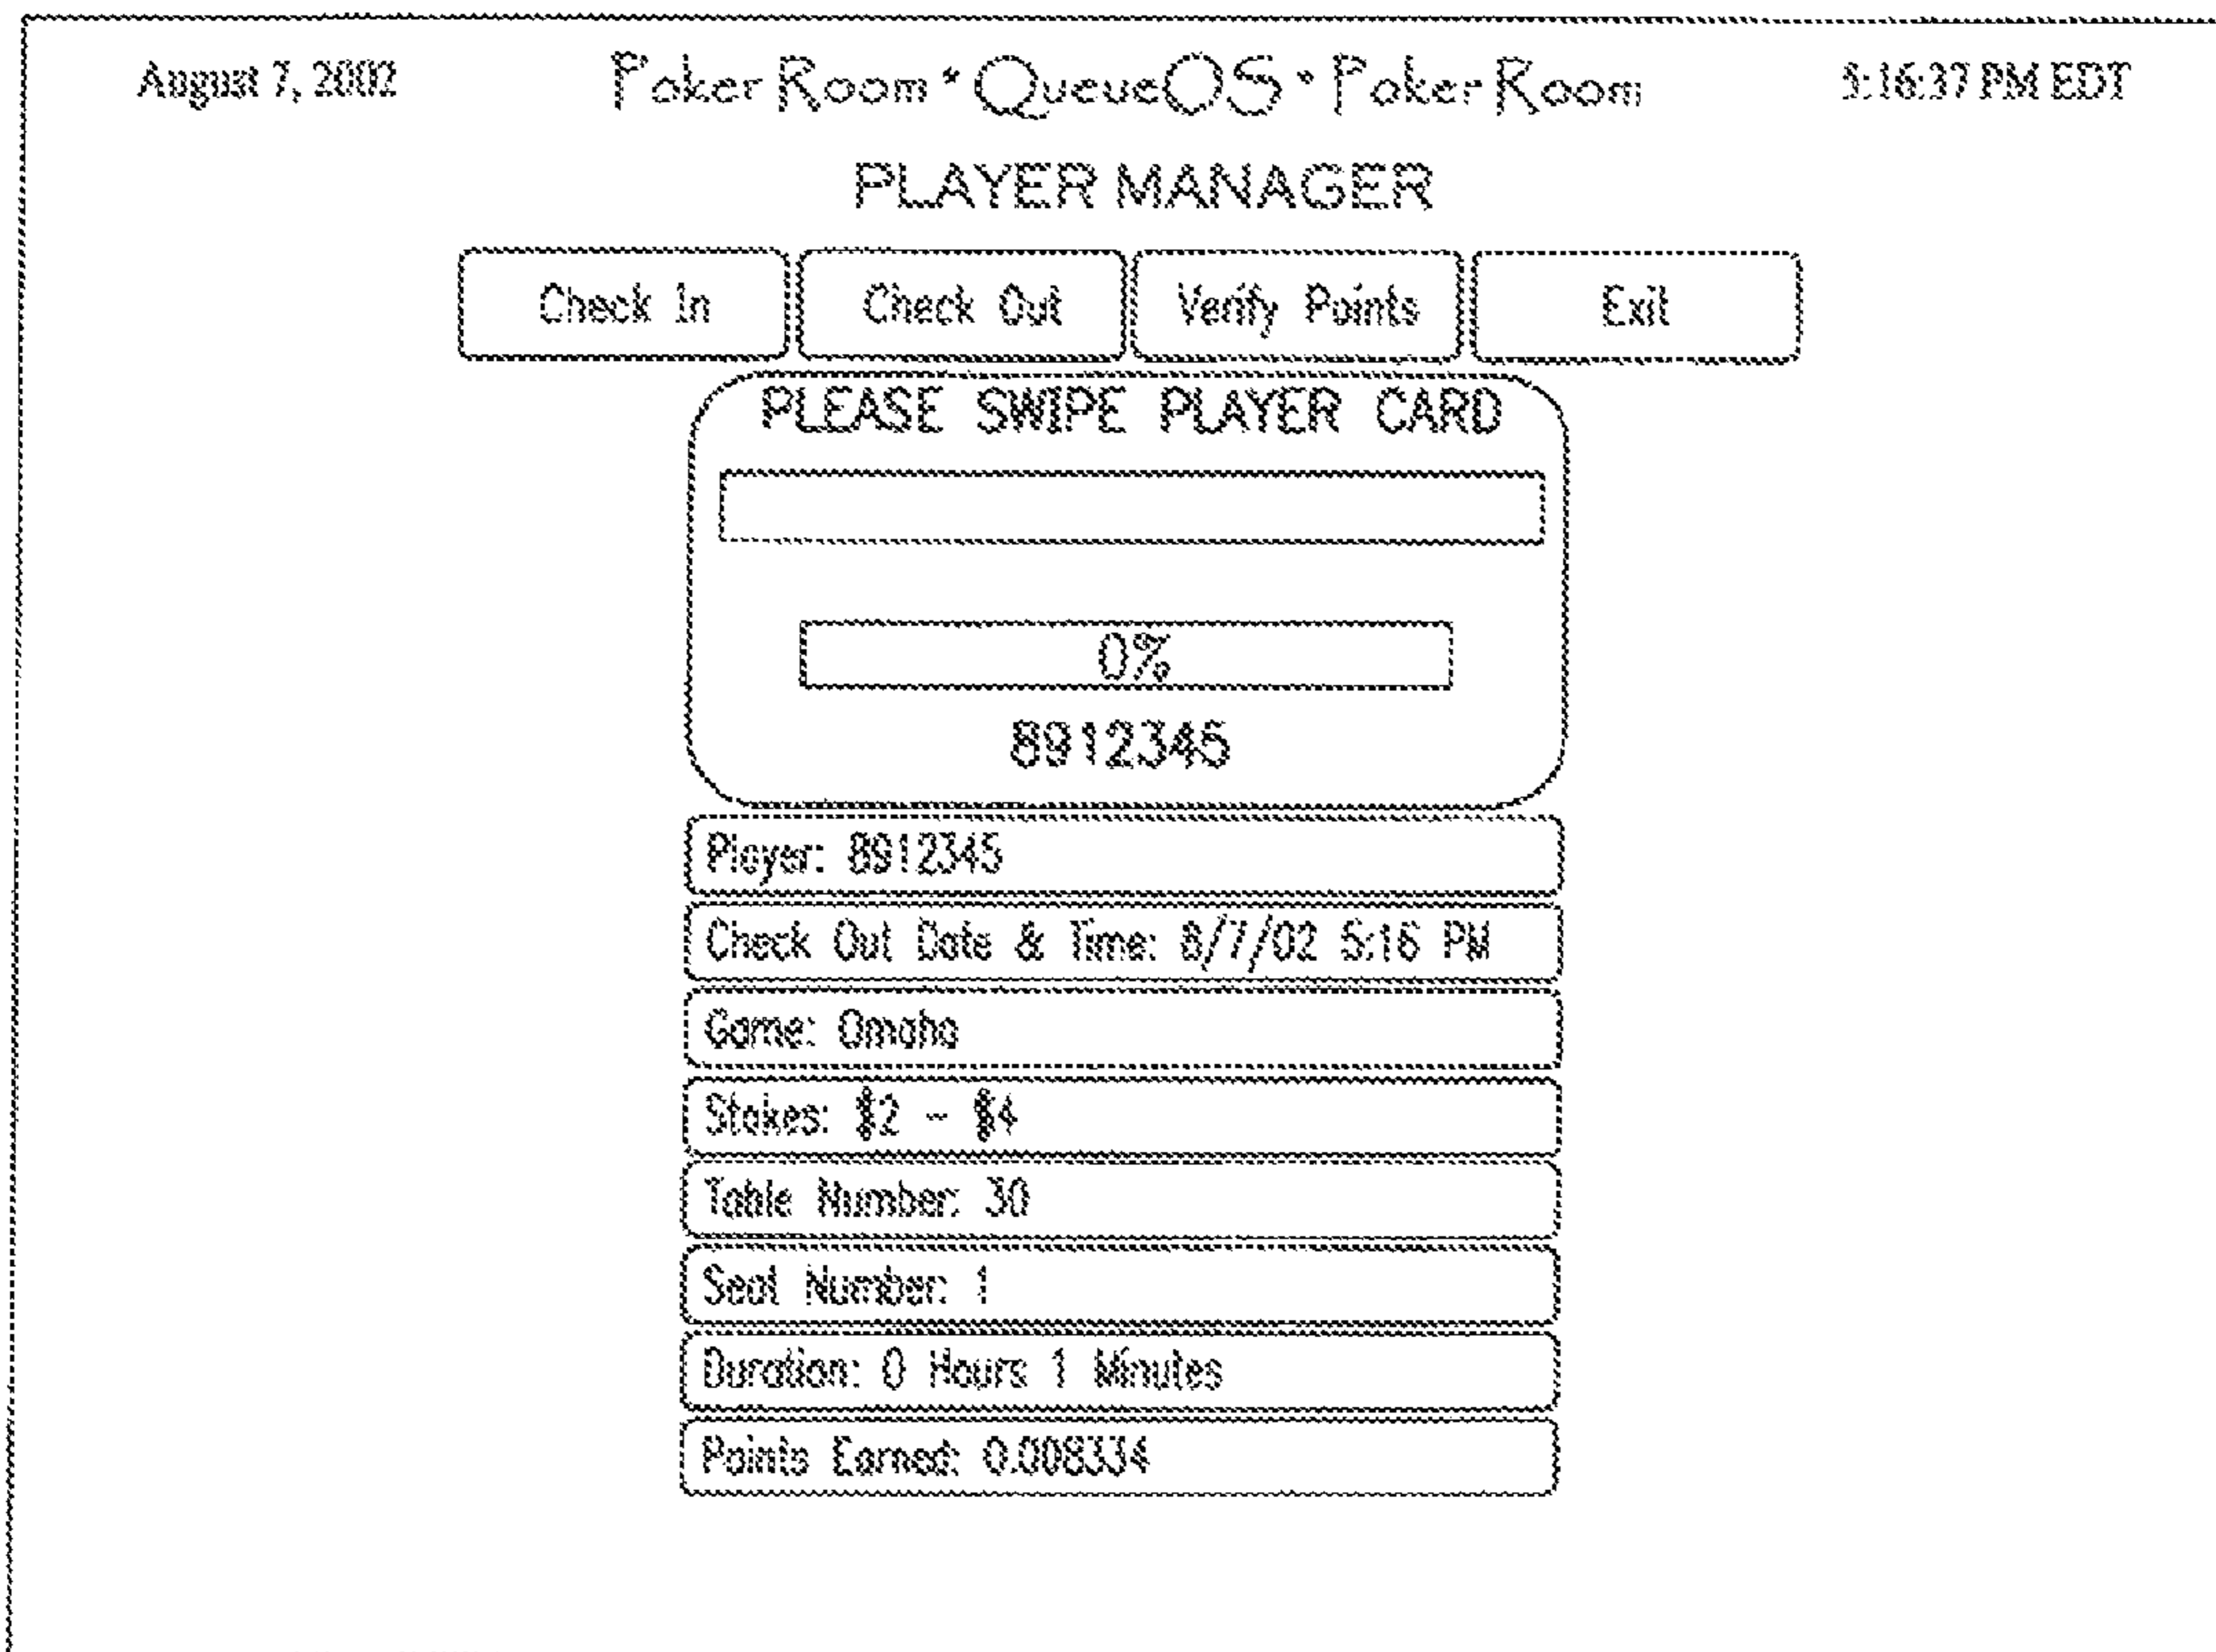 August 7, 2002 Poker Room * QueueOS * Poker Room 5:16:37 PM EDT
PLAYER MANAGER
Check In Check Out Verify Points Exit
PLEASE SWIPE PLAYER CARD
0%
8912345
Player: 8912345
Check Out Date & Time: 8/7/02 5:16 PM
Game: Omaha
Stakes: $2 - $4
Table Number: 30
Seat Number: 1
Duration: 0 Hours 1 Minutes
Points Earned: 0.008334